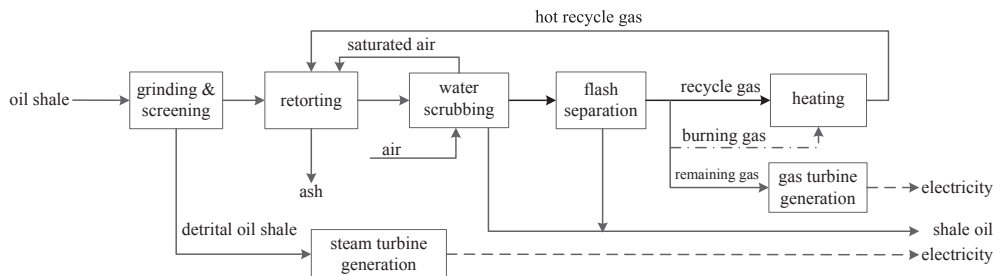 hot recycle gas
saturated air
oil shale
grinding &
screening
retorting
water
scrubbing
flash
separation
recycle gas
heating
burning gas
air
ash
remaining gas
gas turbine
generation
electricity
detrital oil shale
shale oil
steam turbine
generation
electricity